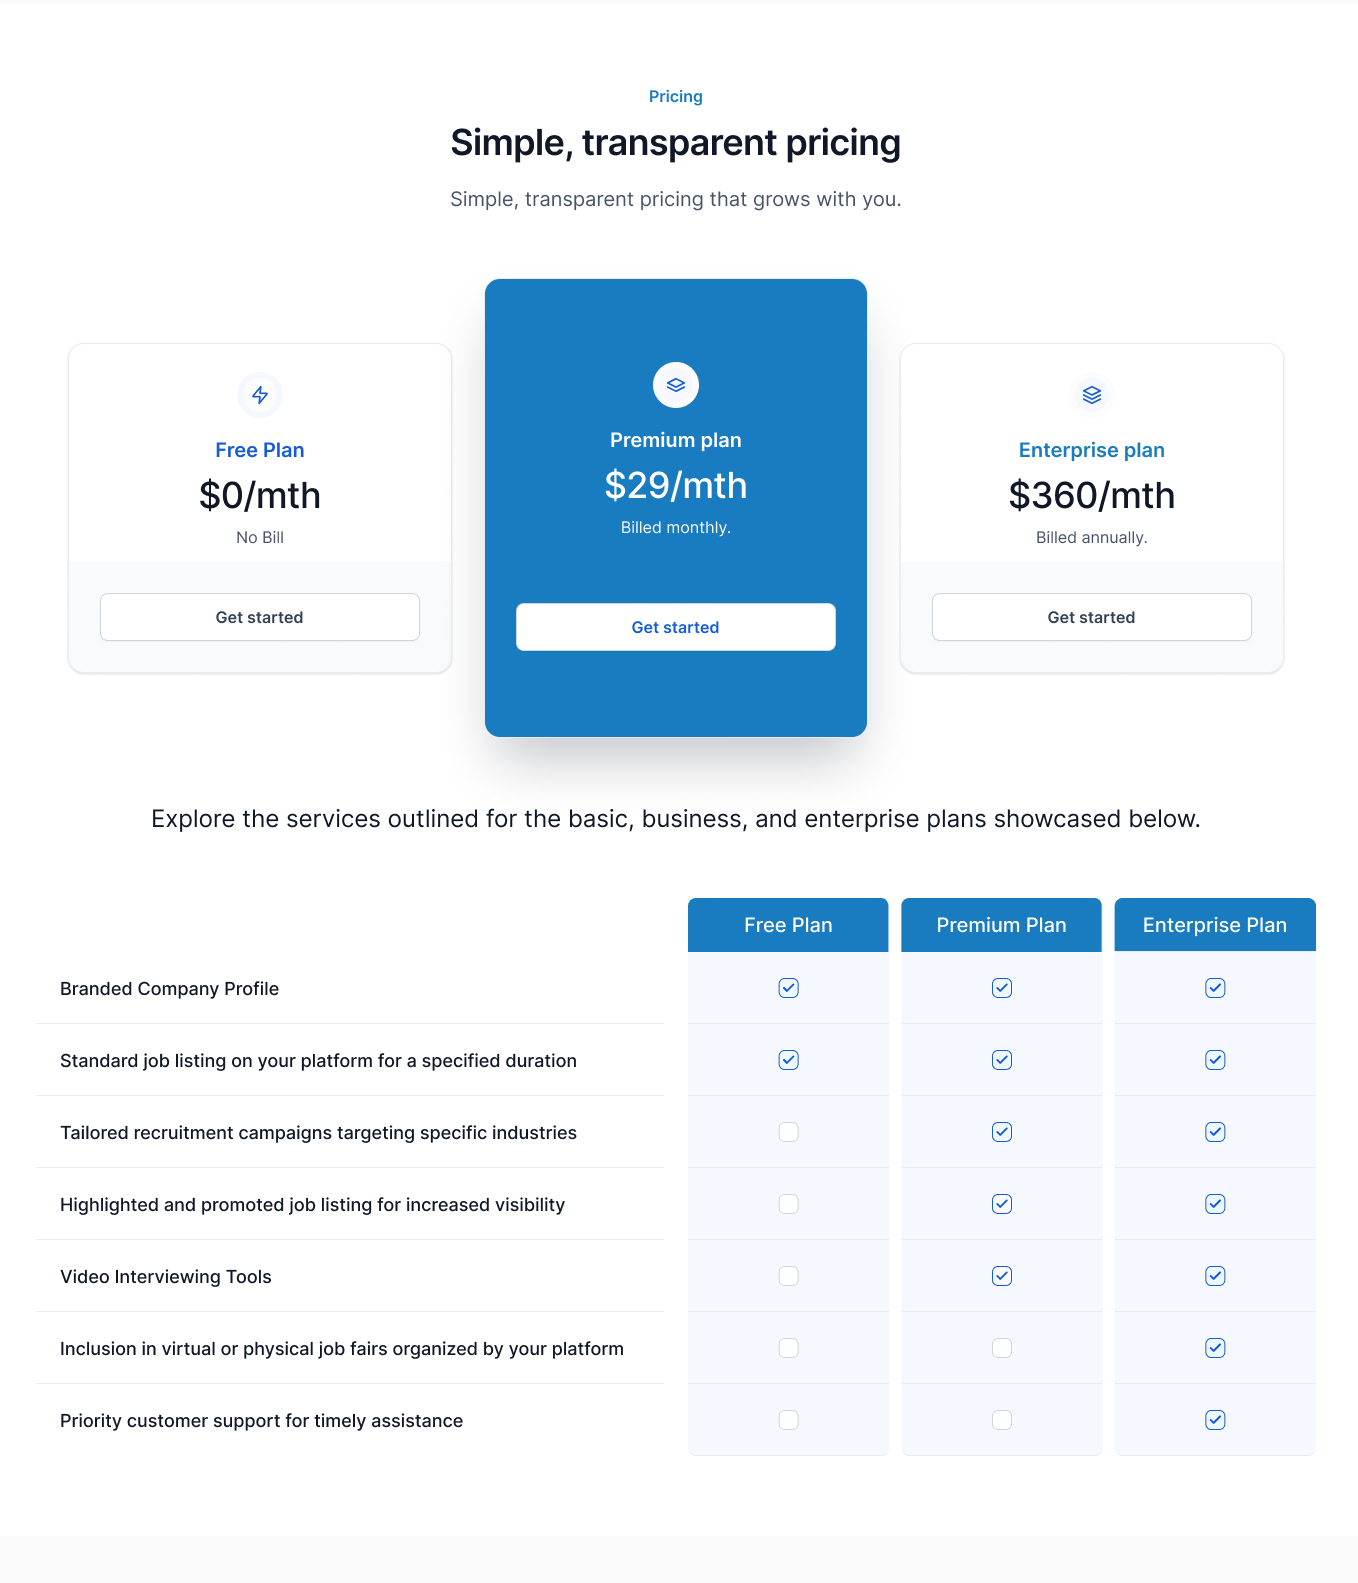 Pricing
Simple, transparent pricing
Simple, transparent pricing that grows with you.
Free Plan
$0/mth
No Bill
Get started
Premium plan
$29/mth
Billed monthly.
Get started
Enterprise plan
$360/mth
Billed annually.
Get started
Explore the services outlined for the basic, business, and enterprise plans showcased below.
Free Plan
Premium Plan
Enterprise Plan
Branded Company Profile
Standard job listing on your platform for a specified duration
Tailored recruitment campaigns targeting specific industries
Highlighted and promoted job listing for increased visibility
Video Interviewing Tools
Inclusion in virtual or physical job fairs organized by your platform
Priority customer support for timely assistance